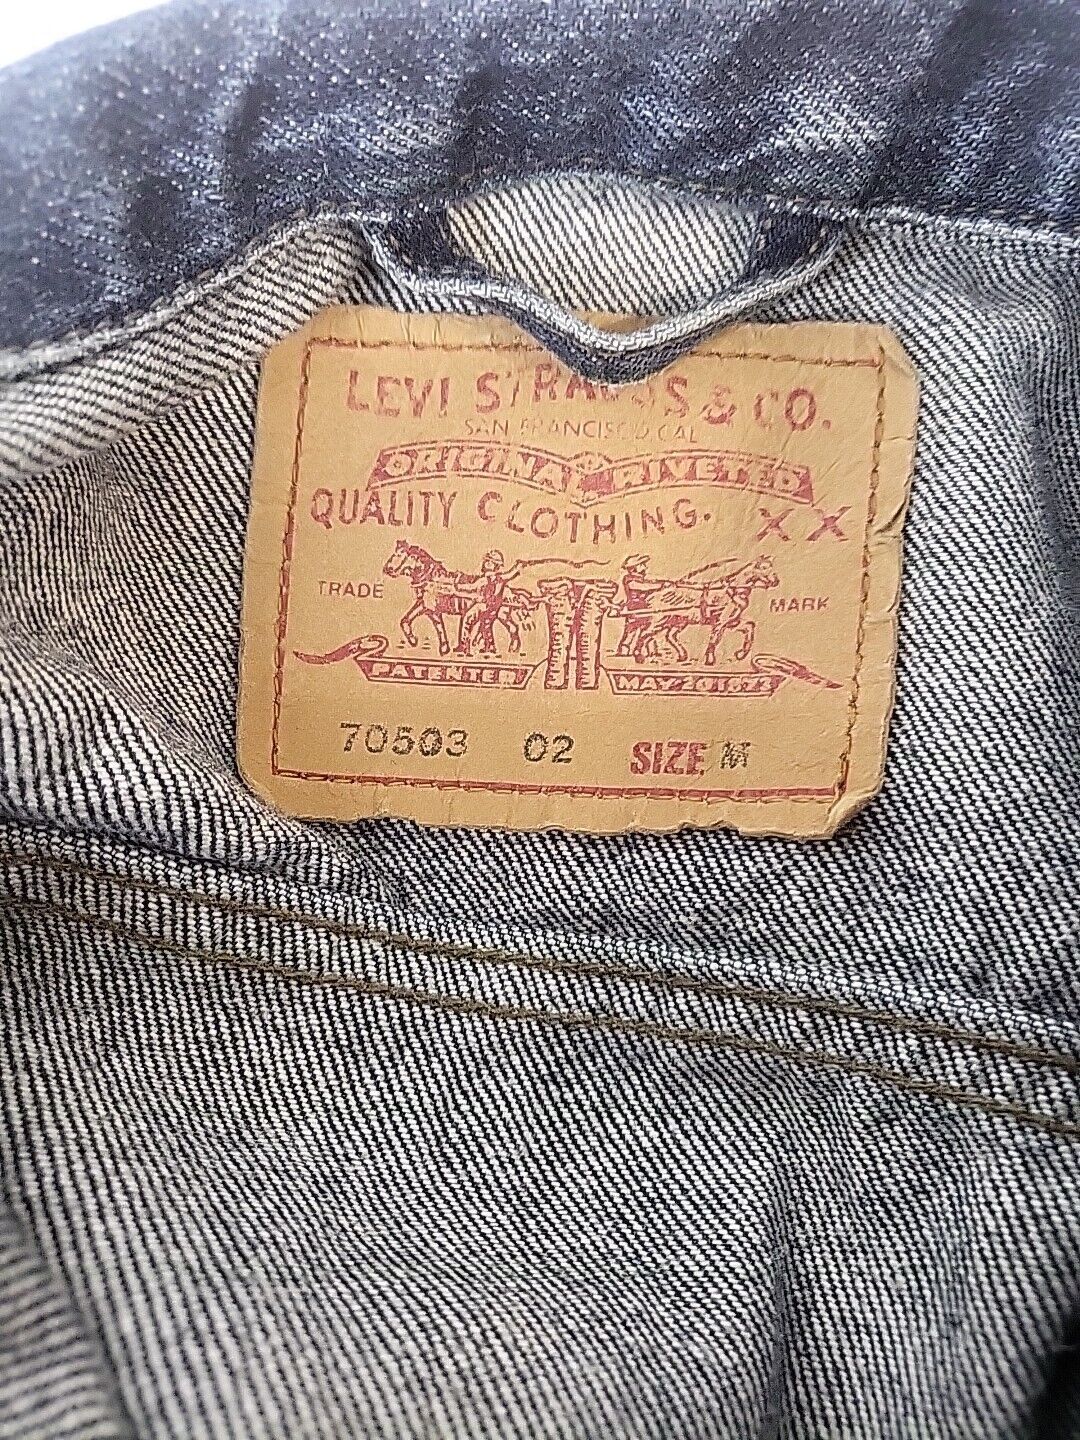 LEVI STRAUSS & CO.
SAN FRANCISCO, CAL
ORIGINAL RIVETED
QUALITY CLOTHING. XX
TRADE MARK
PATENTED MAY 20 1873
70503 02 SIZE M